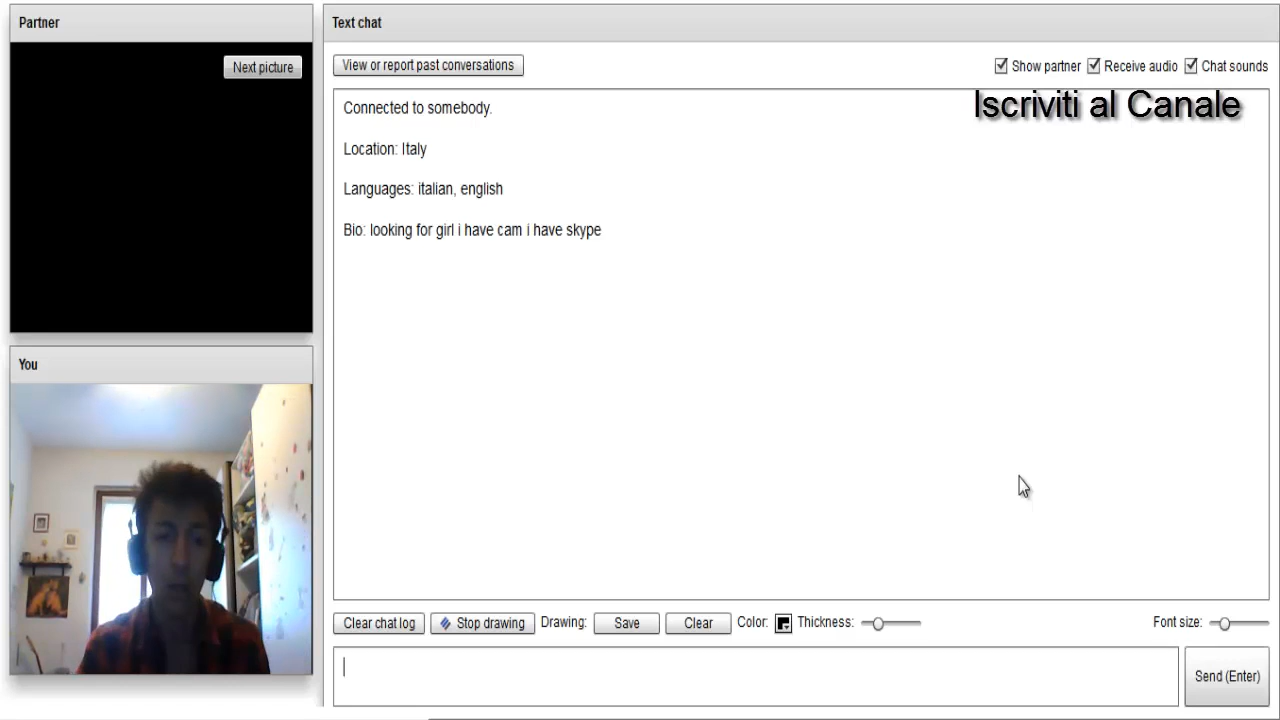 Partner
Next picture
You
Text chat
View or report past conversations
Show partner
Receive audio
Chat sounds
Iscriviti al Canale
Connected to somebody.
Location: Italy
Languages: italian, english
Bio: looking for girl i have cam i have skype
Clear chat log
Stop drawing
Drawing:
Save
Clear
Color:
Thickness:
Font size:
Send (Enter)